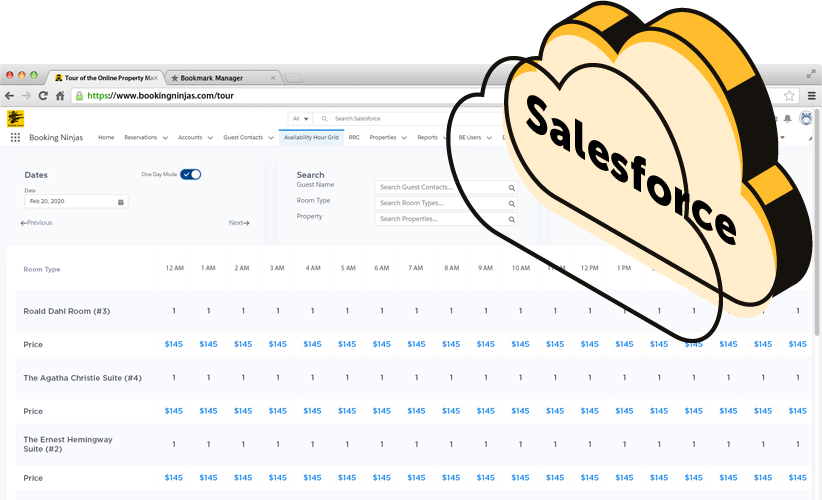 Tour of the Online Property Ma
Bookmark Manager
https://www.bookingninjas.com/tour
All
Search Salesforce
Booking Ninjas Home Reservations Accounts Guest Contacts Availability Hour Grid RRC Properties Reports BE Users
Salesforce
Dates
One Day Mode
Date
Feb 20, 2020
Previous
Next
Search
Guest Name
Search Guest Contacts...
Room Type
Search Room Types...
Property
Search Properties...
Room Type 12 AM 1 AM 2 AM 3 AM 4 AM 5 AM 6 AM 7 AM 8 AM 9 AM 10 AM 12 PM 1 PM
Roald Dahl Room (#3) 1 1 1 1 1 1 1 1 1 1 1 1 1 1 1 1 1 1 1
Price $145 $145 $145 $145 $145 $145 $145 $145 $145 $145 $145 $145 $145 $145 $145 $145 $145 $145 $145
The Agatha Christie Suite (#4) 1 1 1 1 1 1 1 1 1 1 1 1 1 1 1 1 1 1 1
Price $145 $145 $145 $145 $145 $145 $145 $145 $145 $145 $145 $145 $145 $145 $145 $145 $145 $145 $145
The Ernest Hemingway
Suite (#2) 1 1 1 1 1 1 1 1 1 1 1 1 1 1 1 1 1 1 1
Price $145 $145 $145 $145 $145 $145 $145 $145 $145 $145 $145 $145 $145 $145 $145 $145 $145 $145 $145